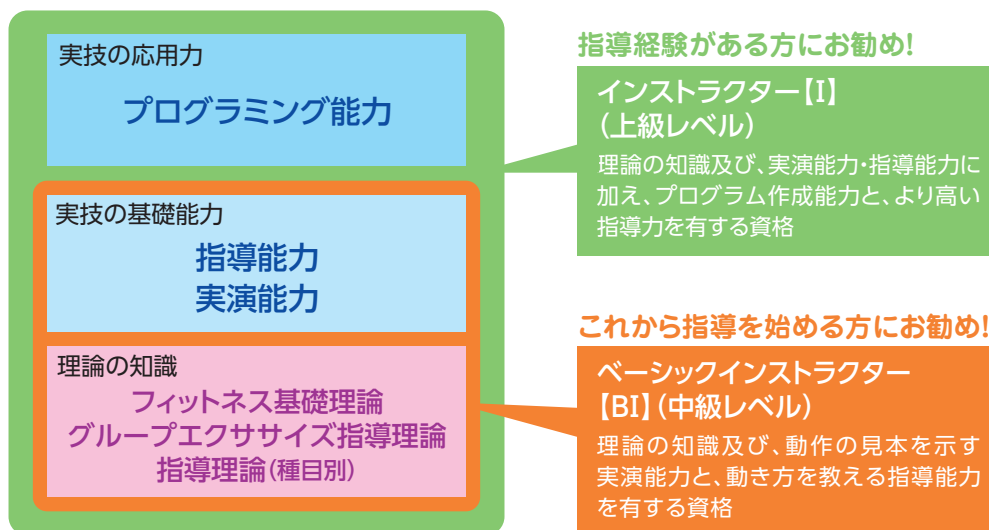 実技の応用力
プログラミング能力
実技の基礎能力
指導能力
実演能力
理論の知識
フィットネス基礎理論
グループエクササイズ指導理論
指導理論(種目別)
指導経験がある方にお勧め!
インストラクター【I】
(上級レベル)
理論の知識及び、実演能力・指導能力に
加え、プログラム作成能力と、より高い
指導力を有する資格
これから指導を始める方にお勧め!
ベーシックインストラクター
【BI】(中級レベル)
理論の知識及び、動作の見本を示す
実演能力と、動き方を教える指導能力
を有する資格